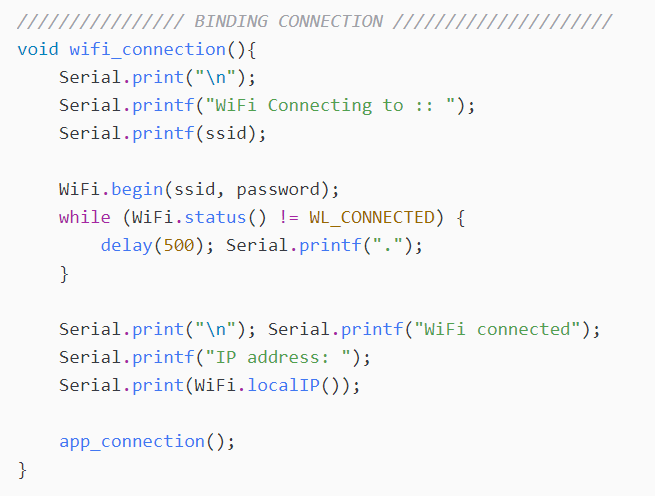 //////////////// BINDING CONNECTION /////////////////////
void wifi_connection(){
    Serial.print("\n");
    Serial.printf("WiFi Connecting to :: ");
    Serial.printf(ssid);

    WiFi.begin(ssid, password);
    while (WiFi.status() != WL_CONNECTED) {
        delay(500); Serial.printf(".");
    }

    Serial.print("\n"); Serial.printf("WiFi connected");
    Serial.printf("IP address: ");
    Serial.print(WiFi.localIP());

    app_connection();
}